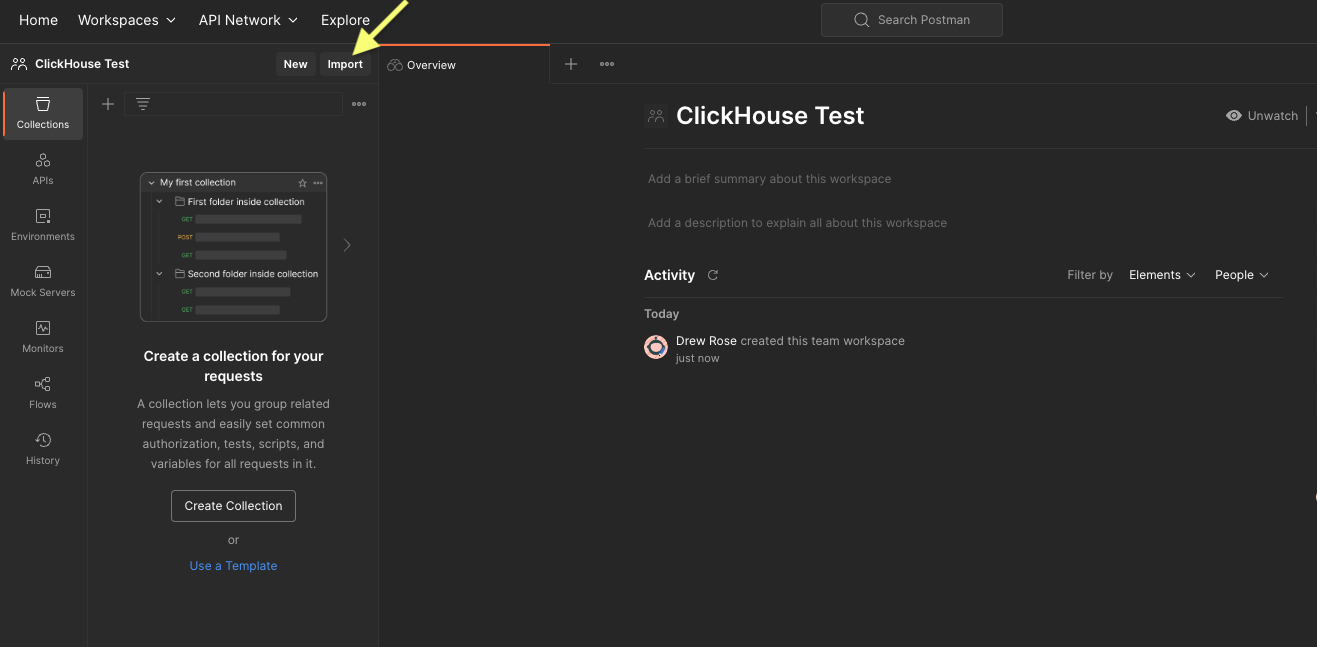 Home Workspaces API Network Explore Search Postman
ClickHouse Test New Import Overview
Collections
APIs
Environments
Mock Servers
Monitors
Flows
History
My first collection
First folder inside collection
GET
POST
GET
Second folder inside collection
GET
GET
Create a collection for your
requests
A collection lets you group related
requests and easily set common
authorization, tests, scripts, and
variables for all requests in it.
Create Collection
or
Use a Template
ClickHouse Test
Unwatch
Add a brief summary about this workspace
Add a description to explain all about this workspace
Activity Filter by Elements People
Today
Drew Rose created this team workspace
just now